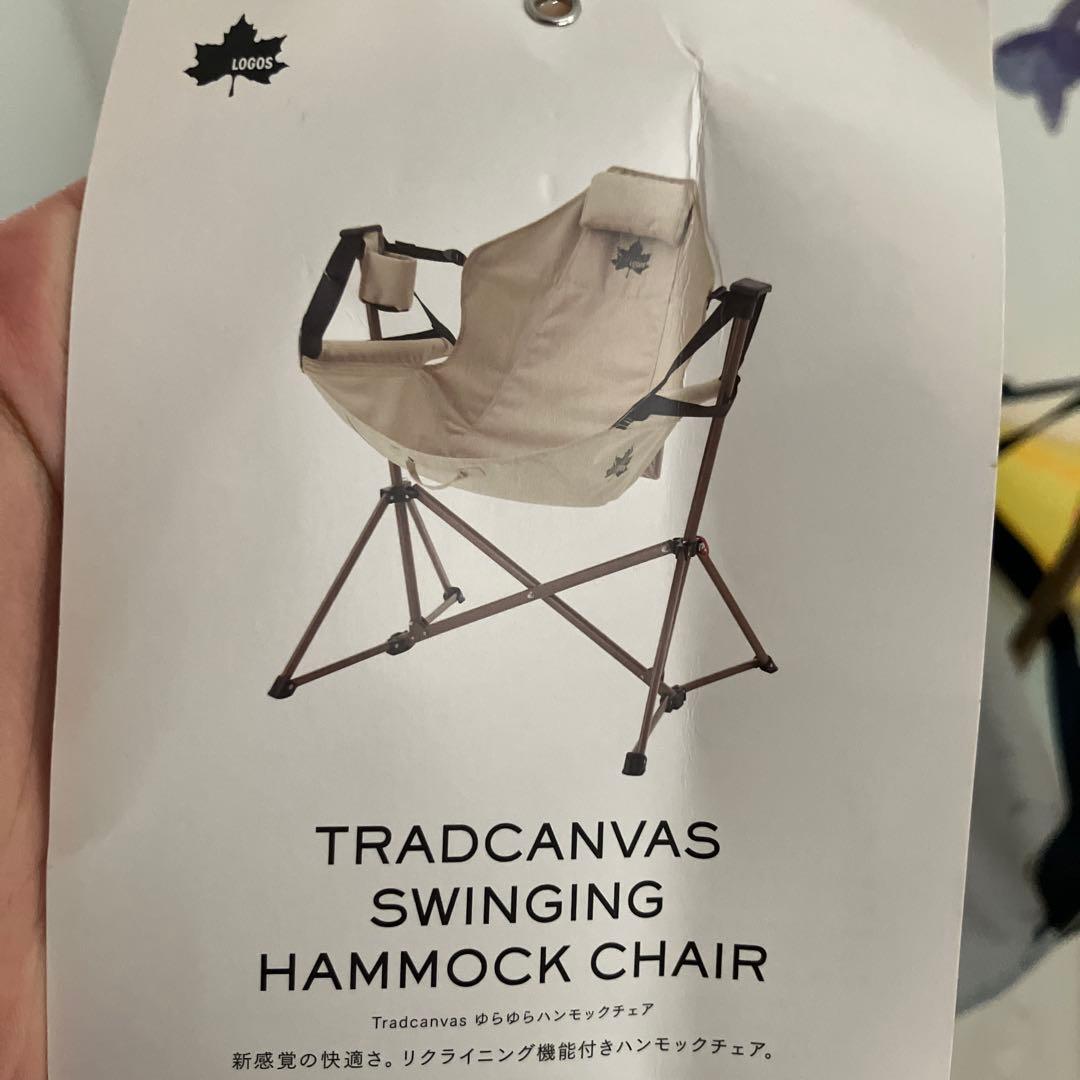 LOGOS
LOGOS
TRADCANVAS
SWINGING
HAMMOCK CHAIR
Tradcanvas ゆらゆらハンモックチェア
新感覚の快適さ。リクライニング機能付きハンモックチェア。